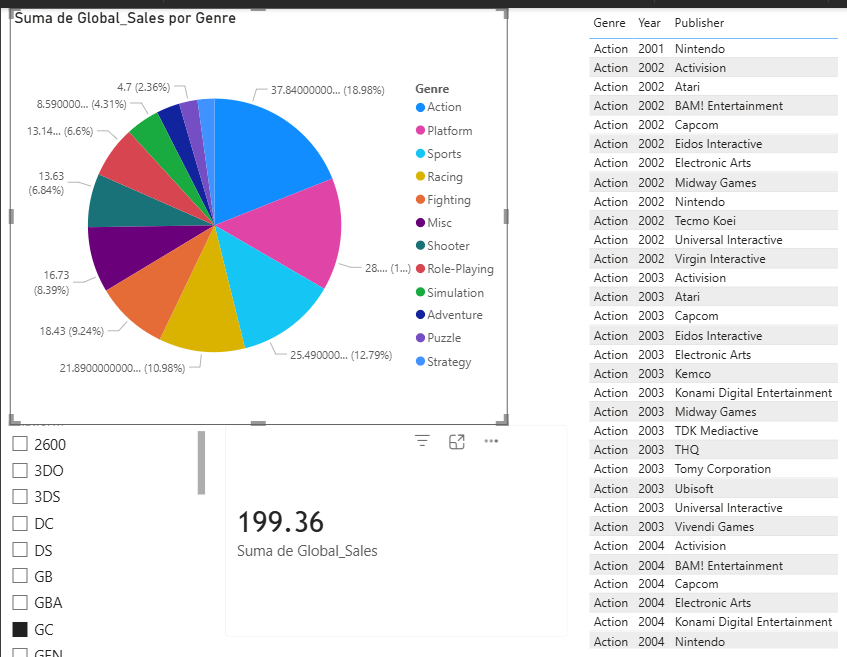 Suma de Global_Sales por Genre
4.7 (2.36%)
8.590000... (4.31%)
13.14... (6.6%)
13.63
(6.84%)
16.73
(8.39%)
18.43 (9.24%)
21.8900000000... (10.98%)
25.490000... (12.79%)
28.... (1...)
37.84000000... (18.98%)
Genre
Action
Platform
Sports
Racing
Fighting
Misc
Shooter
Role-Playing
Simulation
Adventure
Puzzle
Strategy
2600
3DO
3DS
DC
DS
GB
GBA
GC
GEN
199.36
Suma de Global_Sales
Genre Year Publisher
Action 2001 Nintendo
Action 2002 Activision
Action 2002 Atari
Action 2002 BAM! Entertainment
Action 2002 Capcom
Action 2002 Eidos Interactive
Action 2002 Electronic Arts
Action 2002 Midway Games
Action 2002 Nintendo
Action 2002 Tecmo Koei
Action 2002 Universal Interactive
Action 2002 Virgin Interactive
Action 2003 Activision
Action 2003 Atari
Action 2003 Capcom
Action 2003 Eidos Interactive
Action 2003 Electronic Arts
Action 2003 Kemco
Action 2003 Konami Digital Entertainment
Action 2003 Midway Games
Action 2003 TDK Mediactive
Action 2003 THQ
Action 2003 Tomy Corporation
Action 2003 Ubisoft
Action 2003 Universal Interactive
Action 2003 Vivendi Games
Action 2004 Activision
Action 2004 BAM! Entertainment
Action 2004 Capcom
Action 2004 Electronic Arts
Action 2004 Konami Digital Entertainment
Action 2004 Nintendo